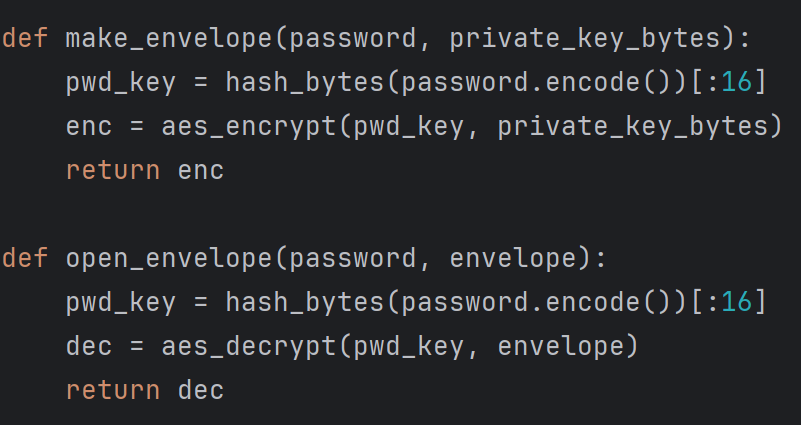 def make_envelope(password, private_key_bytes):
    pwd_key = hash_bytes(password.encode())[:16]
    enc = aes_encrypt(pwd_key, private_key_bytes)
    return enc

def open_envelope(password, envelope):
    pwd_key = hash_bytes(password.encode())[:16]
    dec = aes_decrypt(pwd_key, envelope)
    return dec